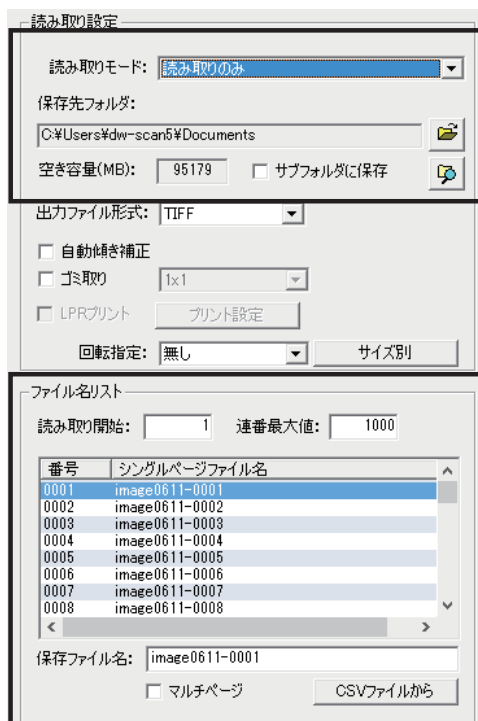 読み取り設定
読み取りモード: 読み取りのみ
保存先フォルダ:
C:¥Users¥dw-scan5¥Documents
空き容量(MB): 95179 サブフォルダに保存
出力ファイル形式: TIFF
自動傾き補正
ゴミ取り 1x1
LPRプリント プリント設定
回転指定: 無し サイズ別
ファイル名リスト
読み取り開始: 1 連番最大値: 1000
番号 シングルページファイル名
0001 image0611-0001
0002 image0611-0002
0003 image0611-0003
0004 image0611-0004
0005 image0611-0005
0006 image0611-0006
0007 image0611-0007
0008 image0611-0008
保存ファイル名: image0611-0001
マルチページ CSVファイルから